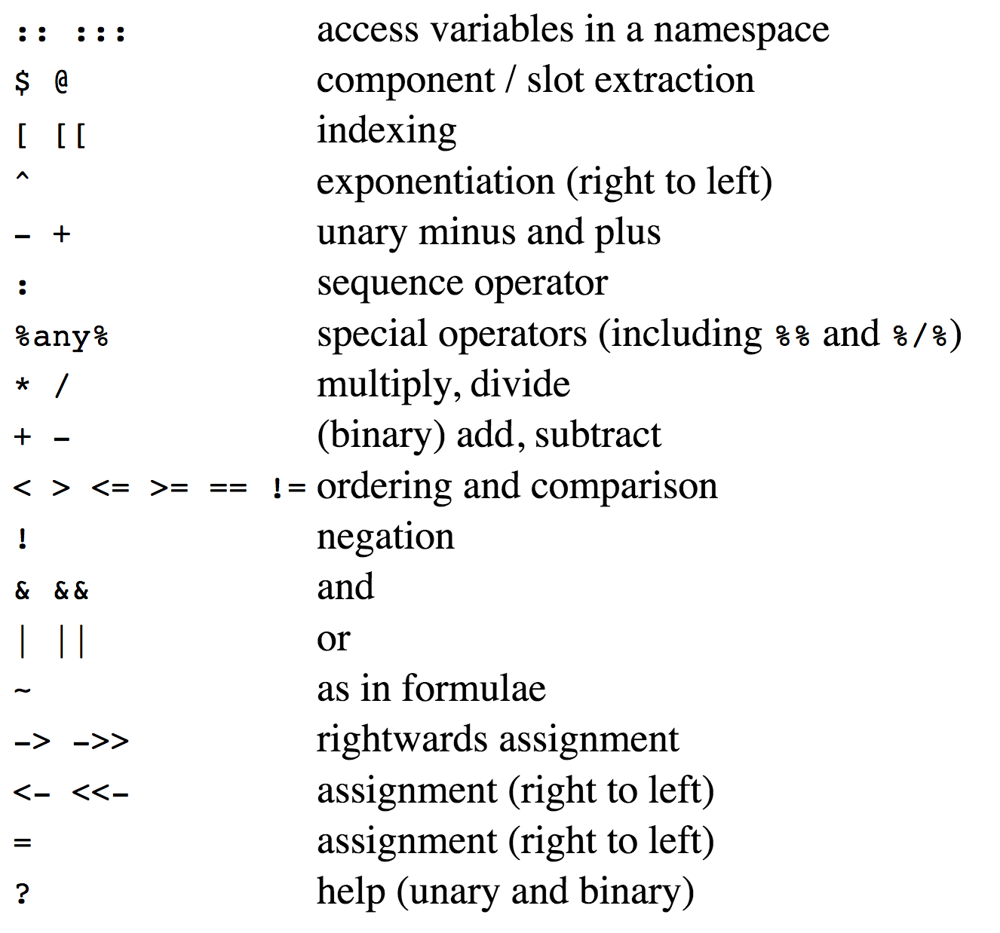 :: ::: access variables in a namespace
$ @ component / slot extraction
[ [[ indexing
^ exponentiation (right to left)
- + unary minus and plus
: sequence operator
%any% special operators (including %% and %/%)
* / multiply, divide
+ - (binary) add, subtract
< > <= >= == != ordering and comparison
! negation
& && and
| || or
~ as in formulae
-> ->> rightwards assignment
<- <<- assignment (right to left)
= assignment (right to left)
? help (unary and binary)